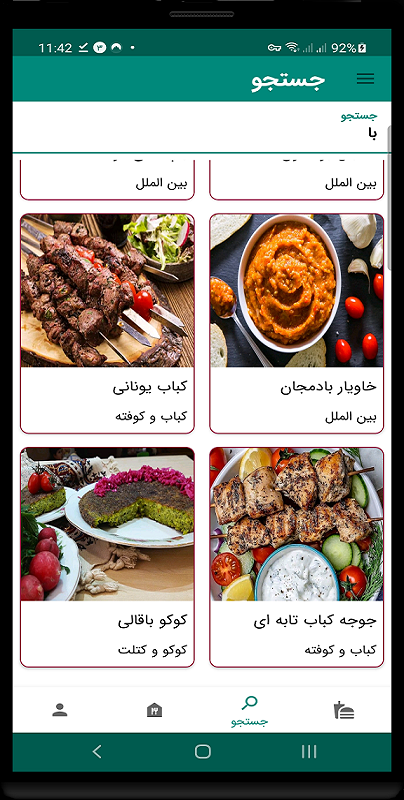 11:42
92%
جستجو
جستجو
با
بین الملل
بین الملل
خاویار بادمجان
بین الملل
کباب یونانی
کباب و کوفته
جوجه کباب تابه ای
کباب و کوفته
کوکو باقالی
کوکو و کتلت
جستجو